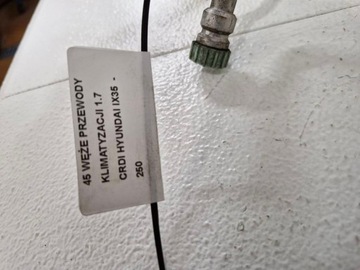 45 WĘŻE PRZEWODY
KLIMATYZACJI 1.7
CRDI HYUNDAI IX35 -
250